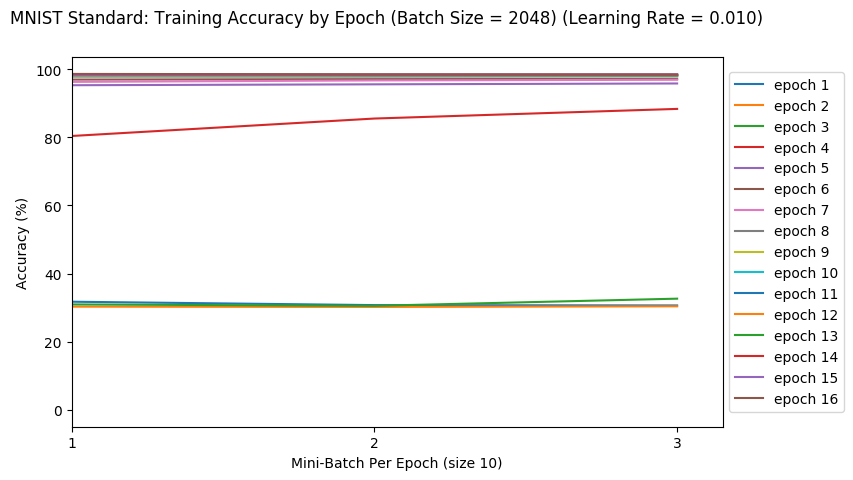 MNIST Standard: Training Accuracy by Epoch (Batch Size = 2048) (Learning Rate = 0.010)
100
80
60
40
20
0
Accuracy (%)
1
2
3
Mini-Batch Per Epoch (size 10)
epoch 1
epoch 2
epoch 3
epoch 4
epoch 5
epoch 6
epoch 7
epoch 8
epoch 9
epoch 10
epoch 11
epoch 12
epoch 13
epoch 14
epoch 15
epoch 16